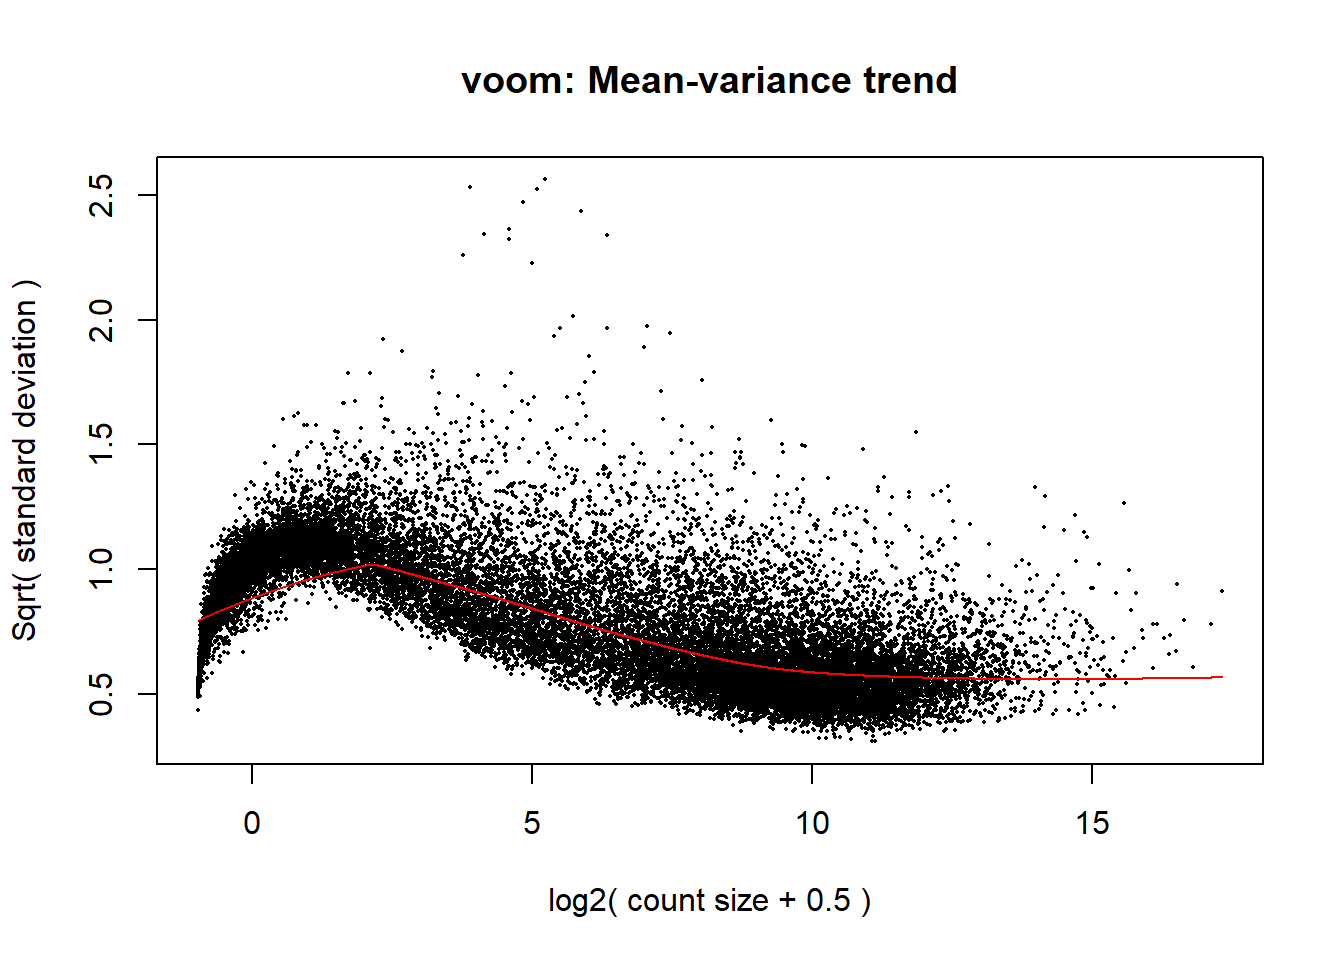 voom: Mean-variance trend
Sqrt( standard deviation )
2.5
2.0
1.5
1.0
0.5
0 5 10 15
log2( count size + 0.5 )